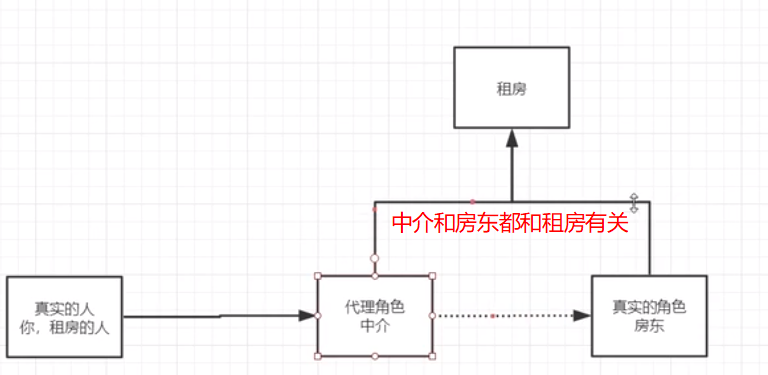 租房
中介和房东都和租房有关
真实的人
你，租房的人
代理角色
中介
真实的角色
房东